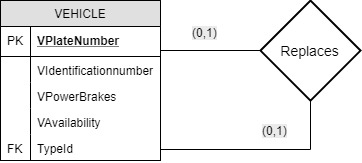 VEHICLE
PK VPlateNumber
(0,1)
Replaces
VIdentificationnumber
VPowerBrakes
VAvailability
(0,1)
FK TypeId